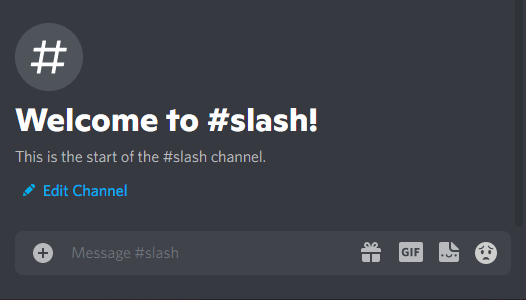 #
Welcome to #slash!
This is the start of the #slash channel.
Edit Channel
Message #slash
GIF